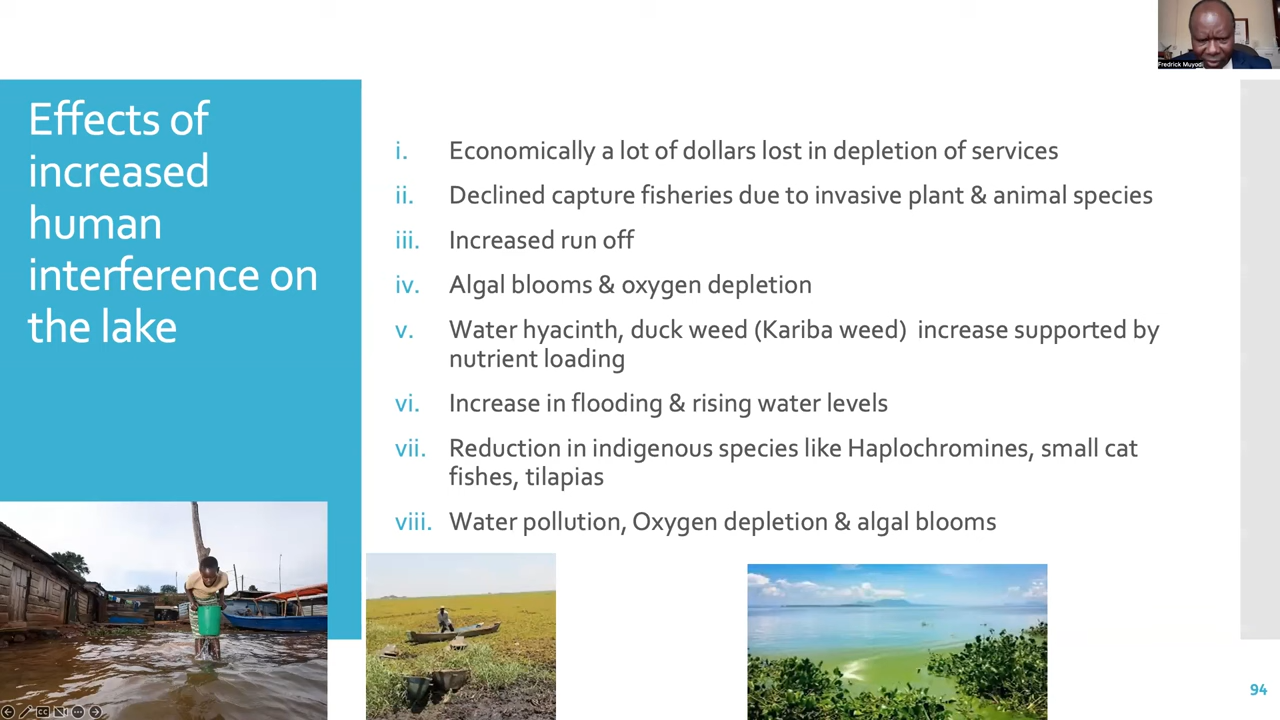 Fredrick Muyodi
Effects of
increased
human
interference on
the lake
i. Economically a lot of dollars lost in depletion of services
ii. Declined capture fisheries due to invasive plant & animal species
iii. Increased run off
iv. Algal blooms & oxygen depletion
v. Water hyacinth, duck weed (Kariba weed)  increase supported by
nutrient loading
vi. Increase in flooding & rising water levels
vii. Reduction in indigenous species like Haplochromines, small cat
fishes, tilapias
viii. Water pollution, Oxygen depletion & algal blooms
94